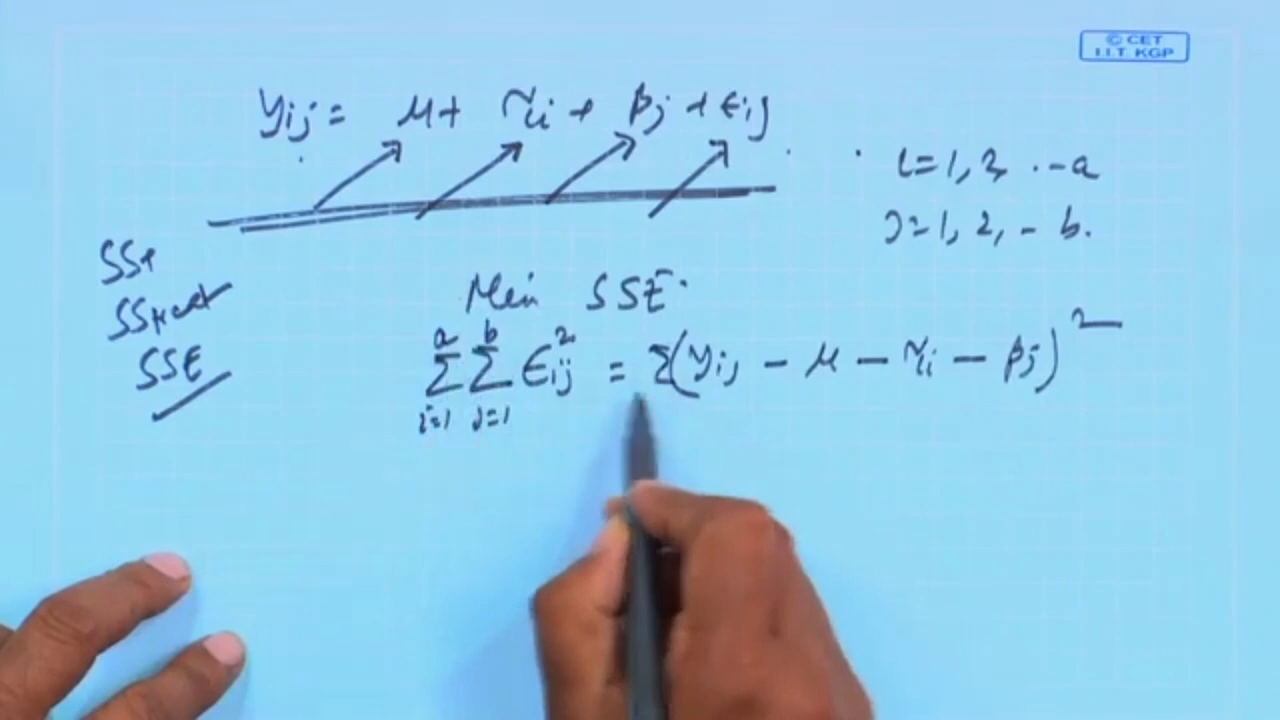 © CET
I.I.T. KGP
yij = μ + τi + βj + εij
i=1, 2, ..-a
j=1, 2, - b.
SST
SSTreat
SSE
Min SSE
a b
ΣΣ εij² = Σ(yij - μ - τi - βj)²
i=1 j=1